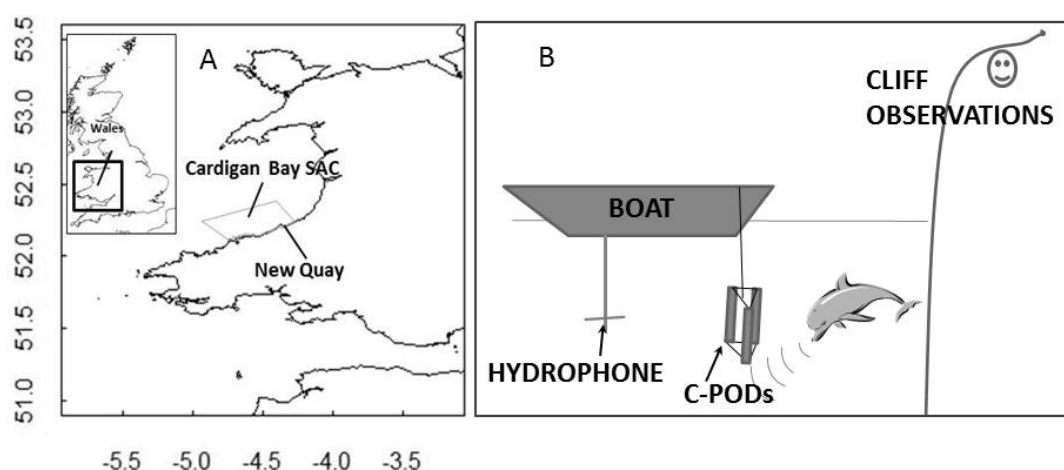 A
53.5
53.0
52.5
52.0
51.5
51.0
Wales
Cardigan Bay SAC
New Quay
-5.5 -5.0 -4.5 -4.0 -3.5
B
CLIFF
OBSERVATIONS
BOAT
HYDROPHONE
C-PODs